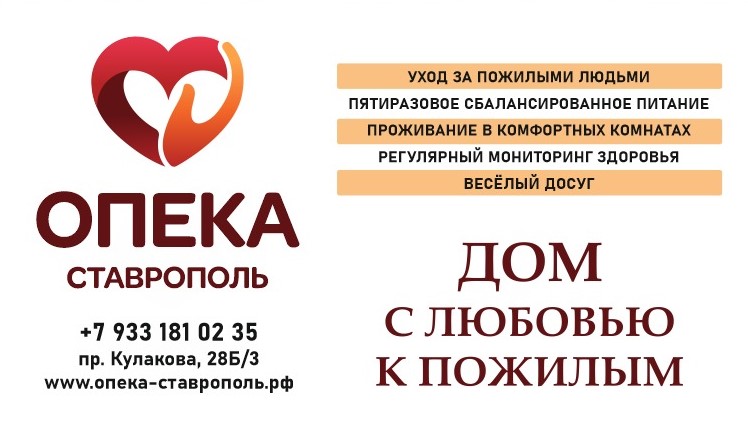 ОПЕКА
СТАВРОПОЛЬ
+7 933 181 02 35
пр. Кулакова, 28Б/3
www.опека-ставрополь.рф
УХОД ЗА ПОЖИЛЫМИ ЛЮДЬМИ
ПЯТИРАЗОВОЕ СБАЛАНСИРОВАННОЕ ПИТАНИЕ
ПРОЖИВАНИЕ В КОМФОРТНЫХ КОМНАТАХ
РЕГУЛЯРНЫЙ МОНИТОРИНГ ЗДОРОВЬЯ
ВЕСЁЛЫЙ ДОСУГ
ДОМ
С ЛЮБОВЬЮ
К ПОЖИЛЫМ